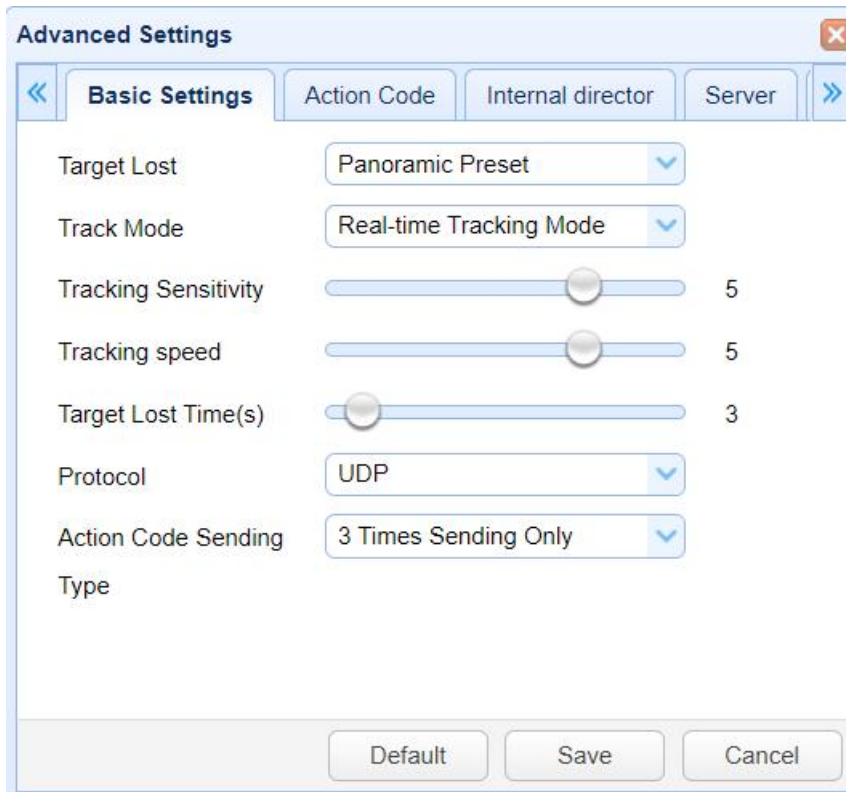 Advanced Settings
Basic Settings Action Code Internal director Server
Target Lost Panoramic Preset
Track Mode Real-time Tracking Mode
Tracking Sensitivity 5
Tracking speed 5
Target Lost Time(s) 3
Protocol UDP
Action Code Sending 3 Times Sending Only
Type
Default Save Cancel